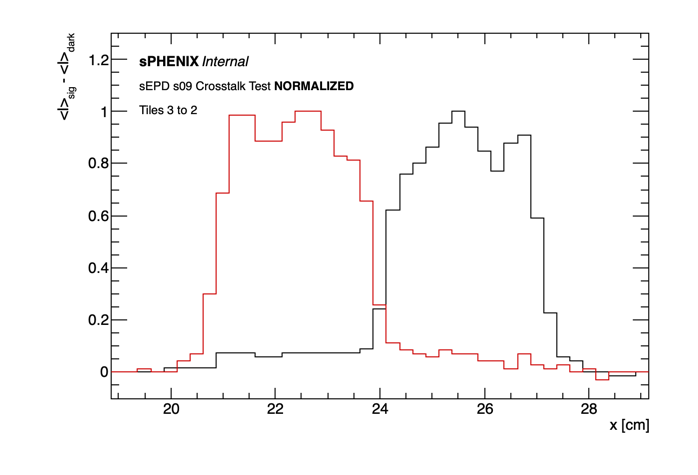 <I>sig - <I>dark
1.2
1
0.8
0.6
0.4
0.2
0
sPHENIX Internal
sEPD s09 Crosstalk Test NORMALIZED
Tiles 3 to 2
20 22 24 26 28
x [cm]